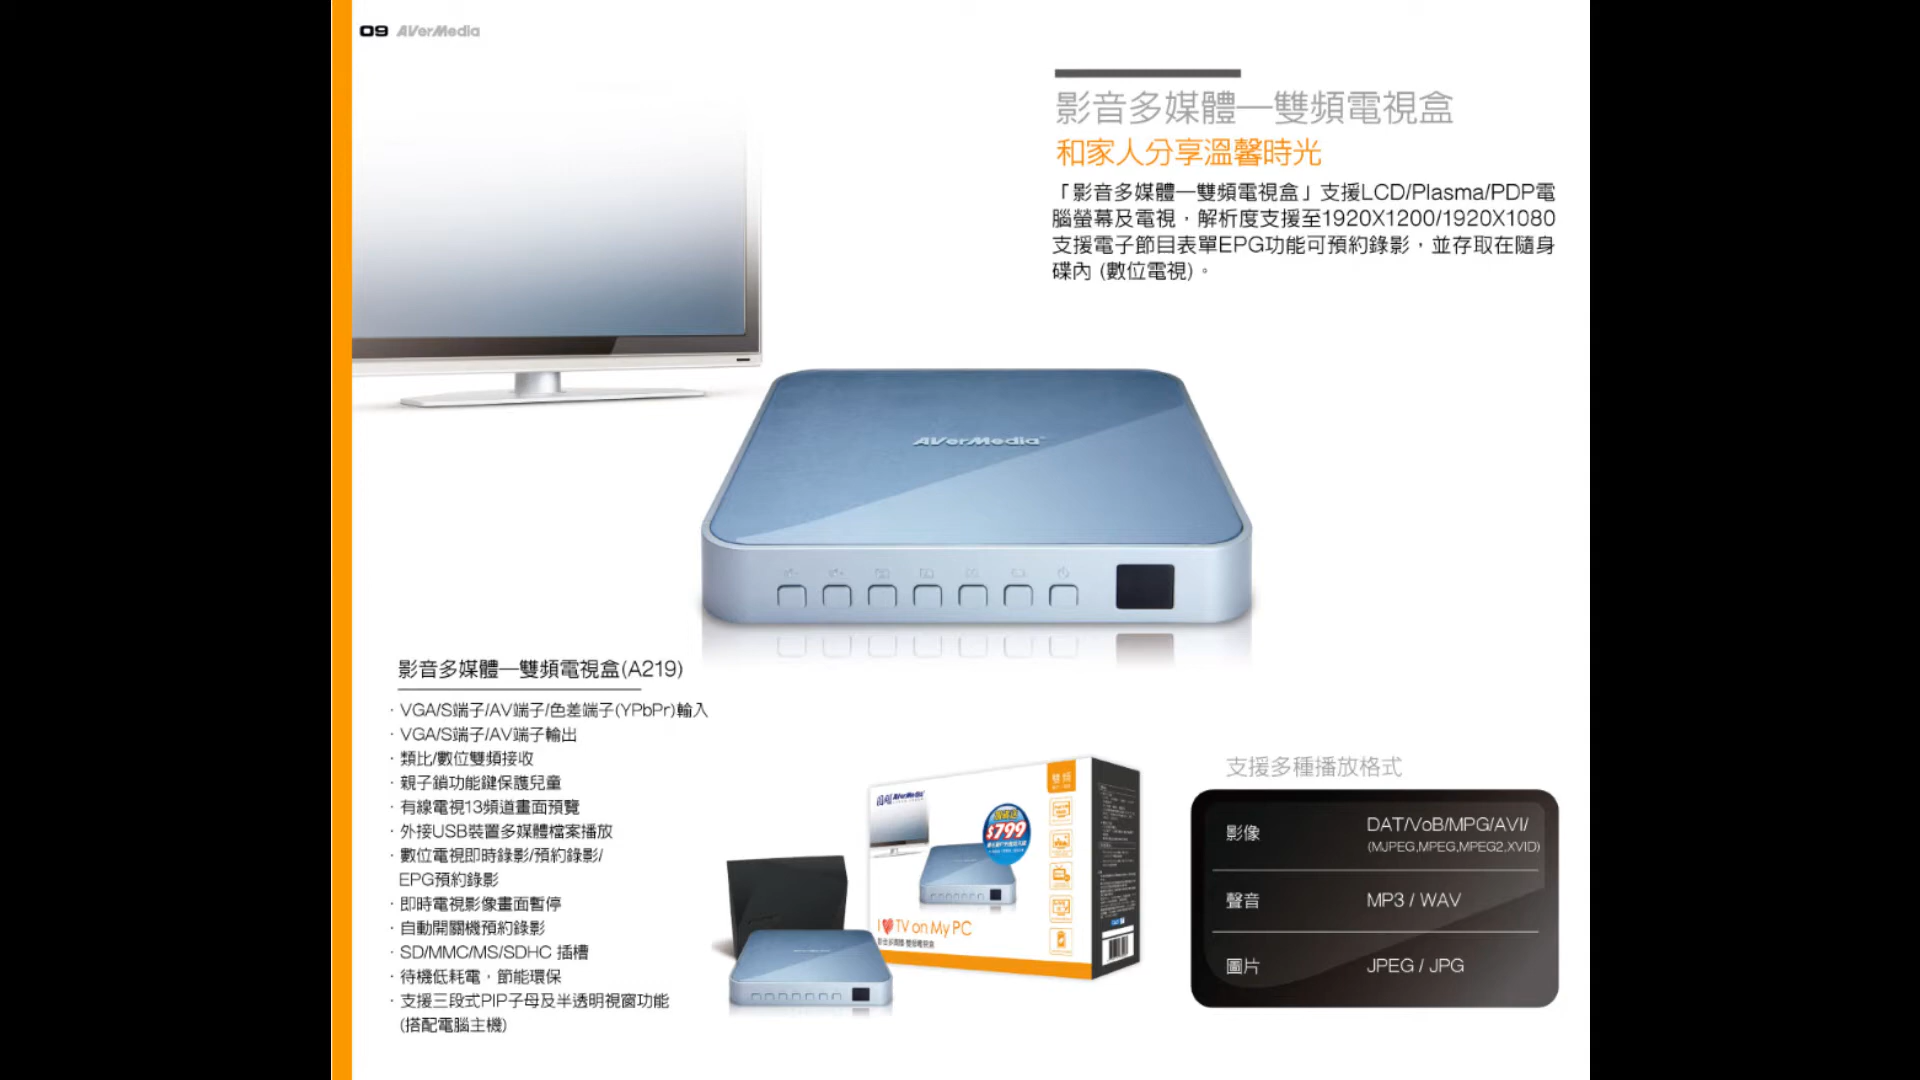 09 AVerMedia
影音多媒體—雙頻電視盒
和家人分享溫馨時光
「影音多媒體—雙頻電視盒」支援LCD/Plasma/PDP電
腦螢幕及電視，解析度支援至1920X1200/1920X1080
支援電子節目表單EPG功能可預約錄影，並存取在隨身
碟內 (數位電視)。
AVerMedia
影音多媒體—雙頻電視盒(A219)
· VGA/S端子/AV端子/色差端子(YPbPr)輸入
· VGA/S端子/AV端子輸出
· 類比/數位雙頻接收
· 親子鎖功能鍵保護兒童
· 有線電視13頻道畫面預覽
· 外接USB裝置多媒體檔案播放
· 數位電視即時錄影/預約錄影/
EPG預約錄影
· 即時電視影像畫面暫停
· 自動開關機預約錄影
· SD/MMC/MS/SDHC 插槽
· 待機低耗電，節能環保
· 支援三段式PIP子母及半透明視窗功能
(搭配電腦主機)
雙頻
AVerMedia
$799
I TV on My PC
影音多媒體 雙頻電視盒
支援多種播放格式
影像 DAT/VoB/MPG/AVI/
(MJPEG,MPEG,MPEG2,XVID)
聲音 MP3 / WAV
圖片 JPEG / JPG